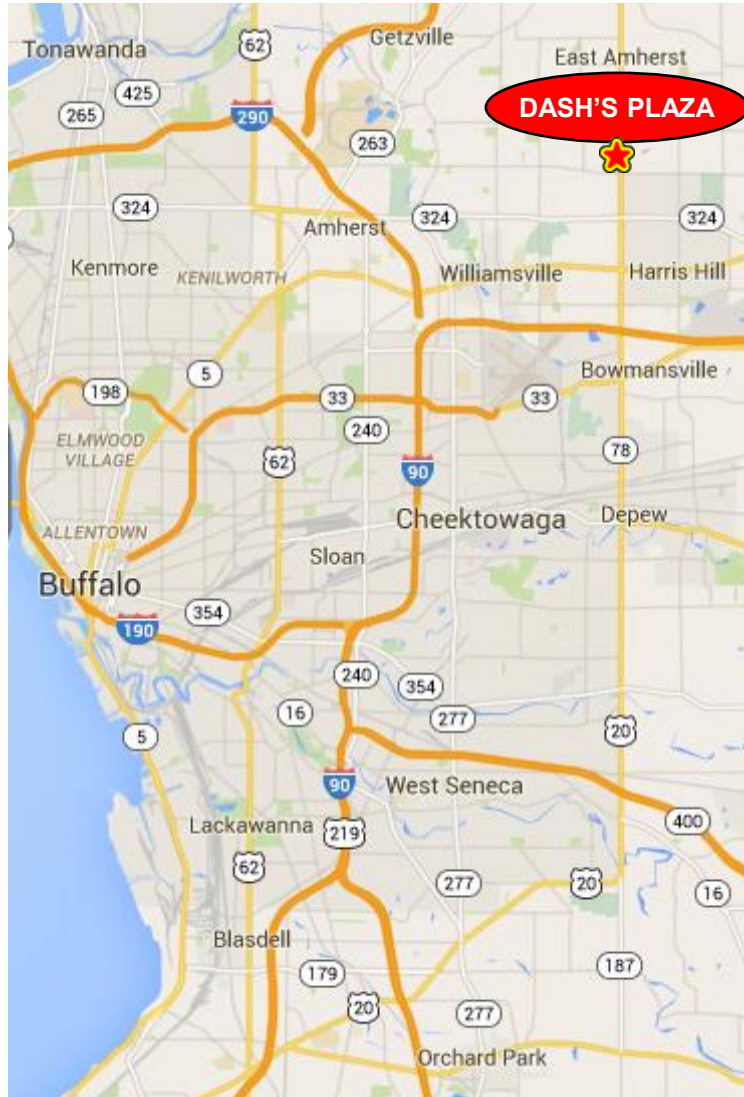 Getzville
62
Tonawanda
East Amherst
425
DASH'S PLAZA
265
290
263
324
324
324
Amherst
Kenmore
KENILWORTH
Williamsville
Harris Hill
5
Bowmansville
198
33
33
240
ELMWOOD
VILLAGE
78
62
90
Cheektowaga
Depew
ALLENTOWN
Sloan
Buffalo
354
190
240
354
16
277
5
20
90
West Seneca
Lackawanna
219
400
62
277
20
16
Blasdell
179
187
20
277
Orchard Park